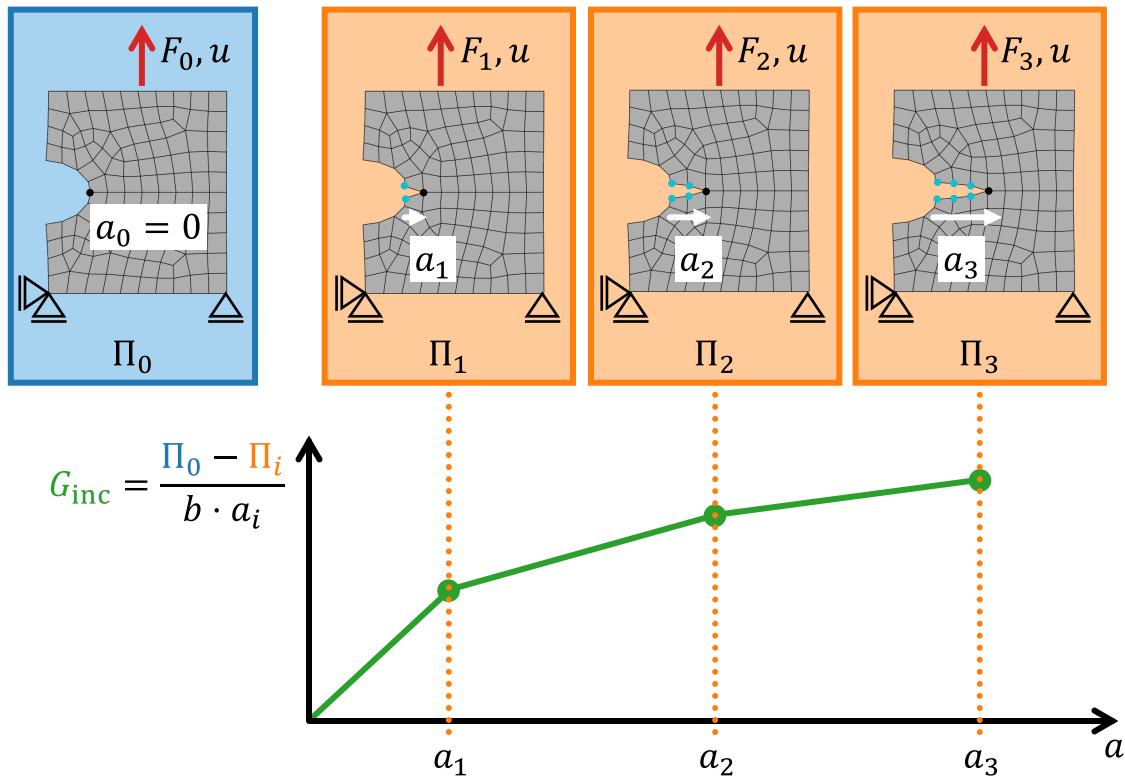 F₀, u
a₀ = 0
Π₀
F₁, u
a₁
Π₁
F₂, u
a₂
Π₂
F₃, u
a₃
Π₃
G_inc = (Π₀ − Πᵢ) / (b · aᵢ)
a₁
a₂
a₃
a